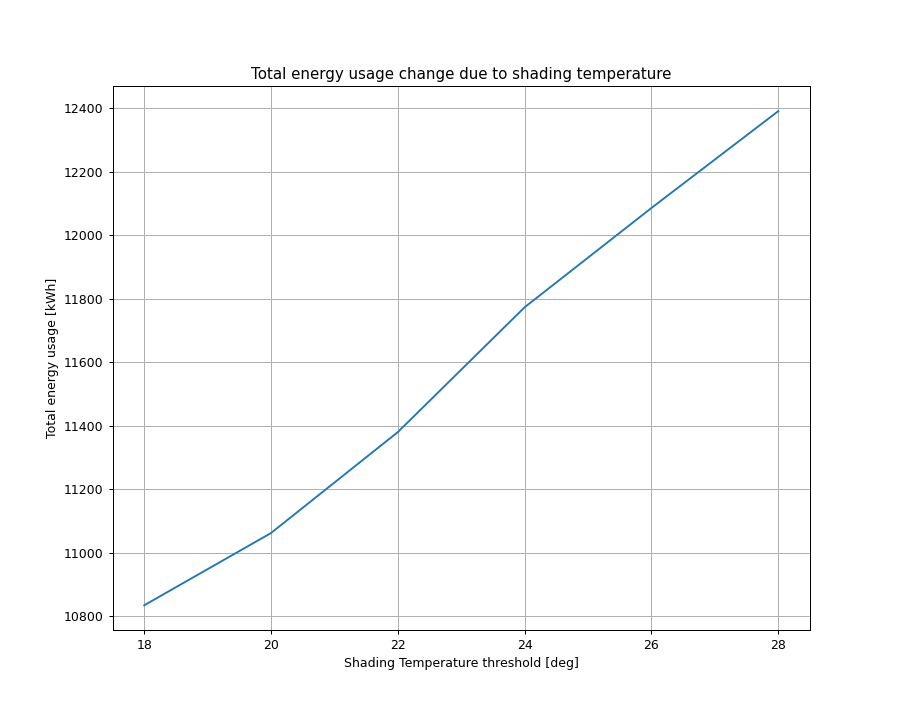 Total energy usage change due to shading temperature
12400
12200
12000
11800
11600
11400
11200
11000
10800
Total energy usage [kWh]
18 20 22 24 26 28
Shading Temperature threshold [deg]